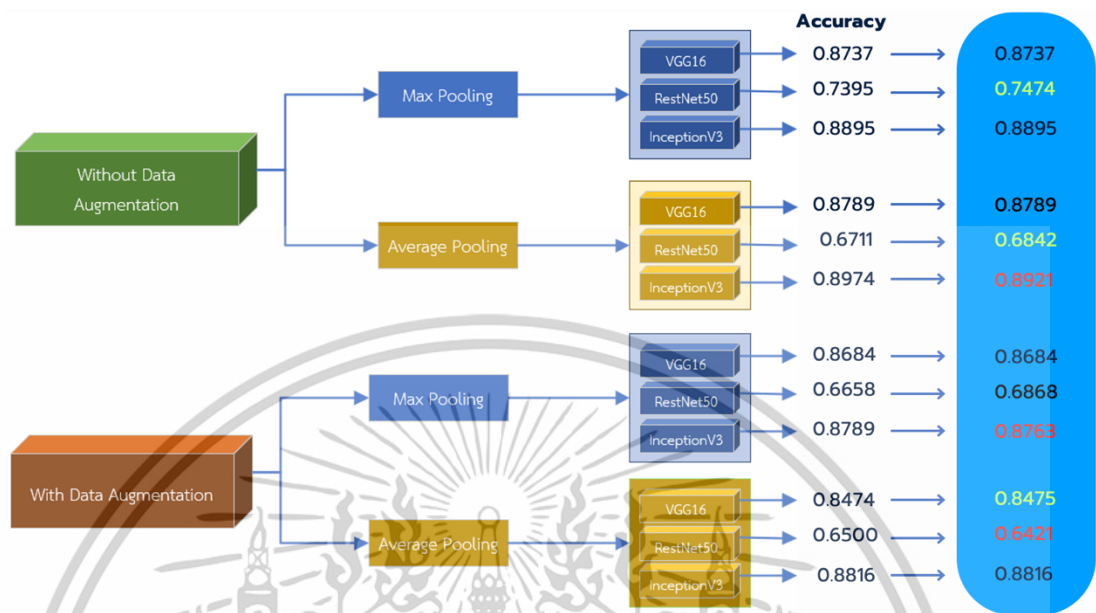 Accuracy
VGG16 0.8737 0.8737
Max Pooling RestNet50 0.7395 0.7474
InceptionV3 0.8895 0.8895
Without Data
Augmentation
VGG16 0.8789 0.8789
Average Pooling RestNet50 0.6711 0.6842
InceptionV3 0.8974 0.8921
VGG16 0.8684 0.8684
Max Pooling RestNet50 0.6658 0.6868
InceptionV3 0.8789 0.8763
With Data Augmentation
VGG16 0.8474 0.8475
Average Pooling RestNet50 0.6500 0.6421
InceptionV3 0.8816 0.8816